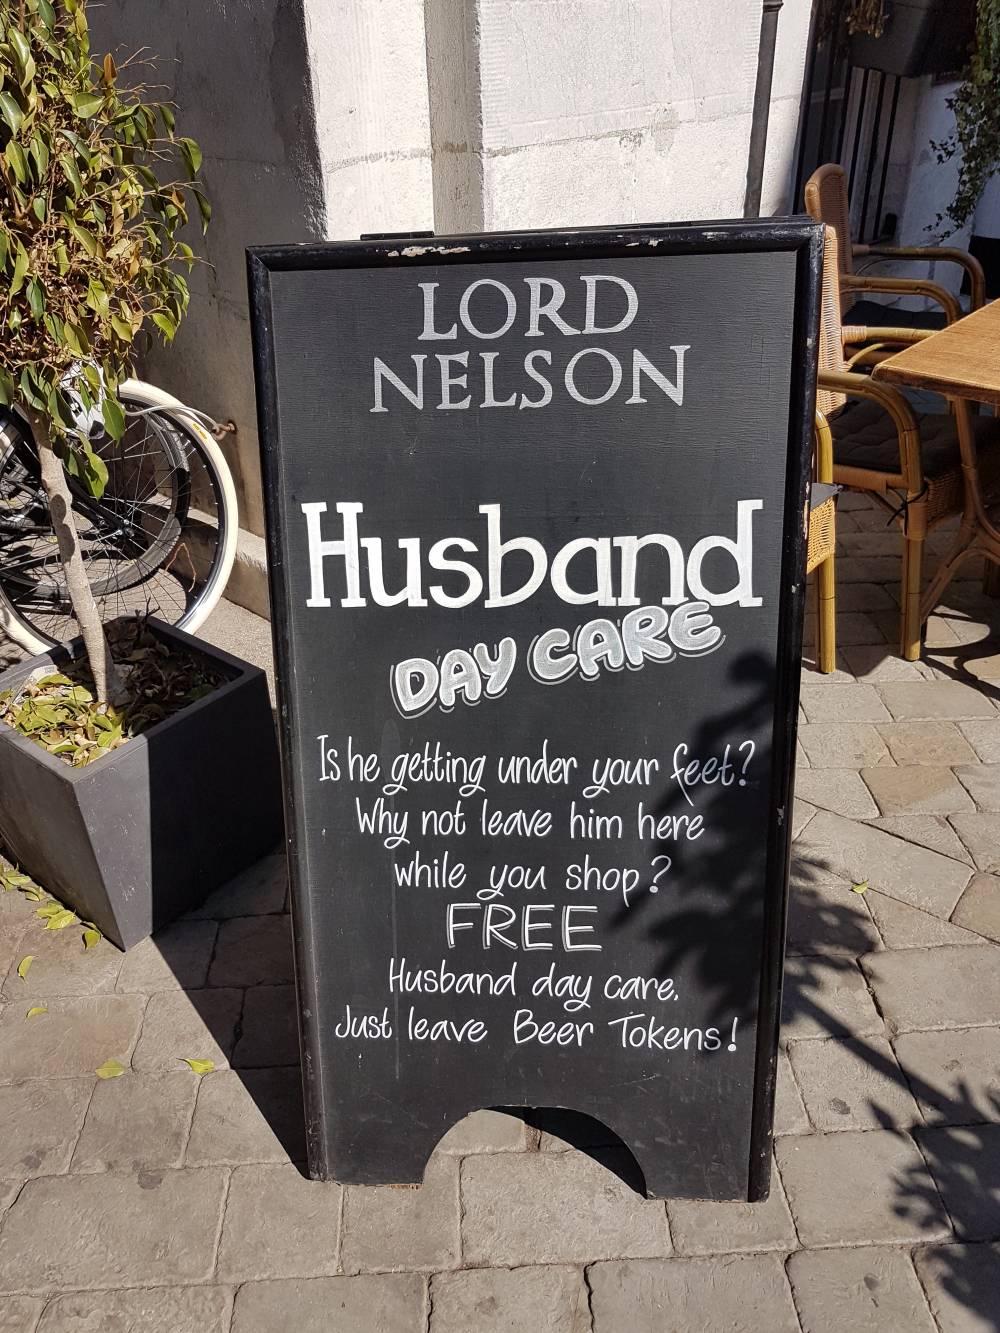 LORD
NELSON
Husband
DAY CARE
Is he getting under your feet?
Why not leave him here
while you shop?
FREE
Husband day care.
Just leave Beer Tokens!